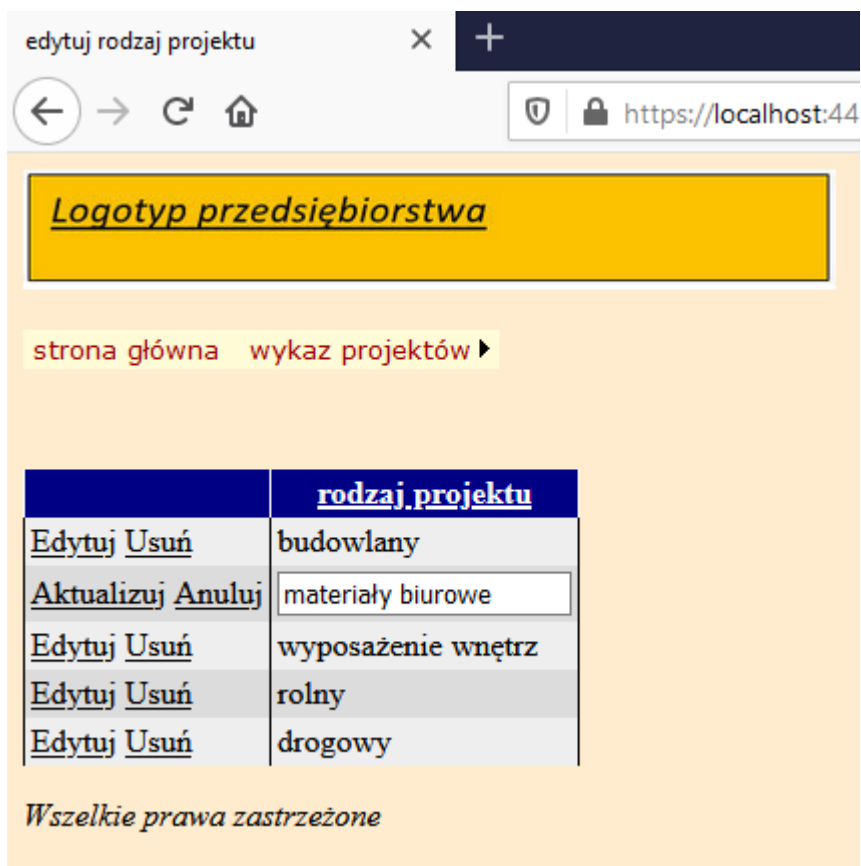 edytuj rodzaj projektu
https://localhost:44
Logotyp przedsiębiorstwa
strona główna wykaz projektów
rodzaj projektu
Edytuj Usuń budowlany
Aktualizuj Anuluj materiały biurowe
Edytuj Usuń wyposażenie wnętrz
Edytuj Usuń rolny
Edytuj Usuń drogowy
Wszelkie prawa zastrzeżone